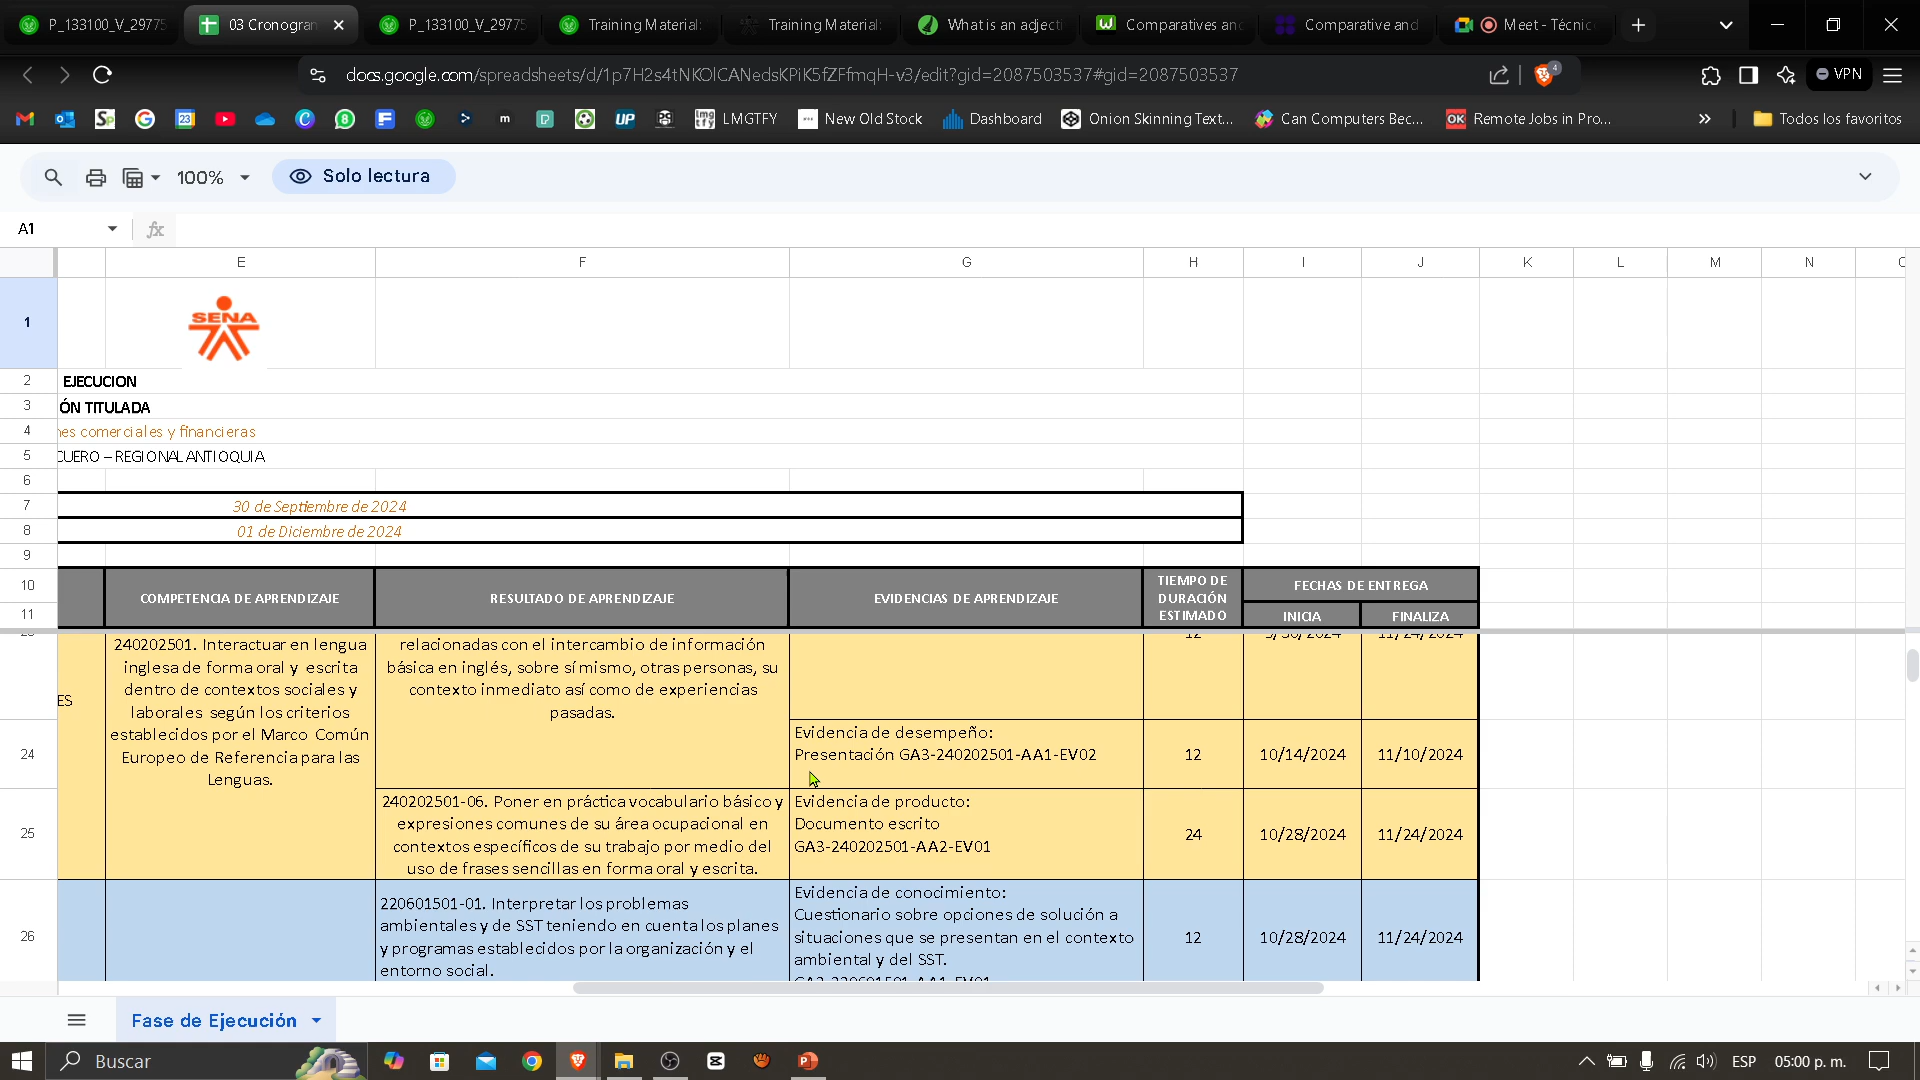 P_133100_V_29775
03 Cronogran
P_133100_V_29775
Training Material:
Training Material:
What is an adjecti
Comparatives an
Comparative and
Meet - Técnic
docs.google.com/spreadsheets/d/1p7H2s4tNKOlCANedsKPiK5fZFfmqH-v3/edit?gid=2087503537#gid=2087503537
4
VPN
LMGTFY
New Old Stock
Dashboard
Onion Skinning Text...
Can Computers Bec...
Remote Jobs in Pro...
Todos los favoritos
100%
Solo lectura
A1
fx
E F G H I J K L M N
1
SENA
2 EJECUCION
3 ÓN TITULADA
4 nes comerciales y financieras
5 CUERO – REGIONAL ANTIOQUIA
6
7 30 de Septiembre de 2024
8 01 de Diciembre de 2024
9
10
11
COMPETENCIA DE APRENDIZAJE
RESULTADO DE APRENDIZAJE
EVIDENCIAS DE APRENDIZAJE
TIEMPO DE
DURACIÓN
ESTIMADO
FECHAS DE ENTREGA
INICIA
FINALIZA
ES
240202501. Interactuar en lengua
inglesa de forma oral y escrita
dentro de contextos sociales y
laborales según los criterios
establecidos por el Marco Común
Europeo de Referencia para las
Lenguas.
relacionadas con el intercambio de información
básica en inglés, sobre sí mismo, otras personas, su
contexto inmediato así como de experiencias
pasadas.
12
9/30/2024
11/24/2024
24
Evidencia de desempeño:
Presentación GA3-240202501-AA1-EV02
12
10/14/2024
11/10/2024
25
240202501-06. Poner en práctica vocabulario básico y
expresiones comunes de su área ocupacional en
contextos específicos de su trabajo por medio del
uso de frases sencillas en forma oral y escrita.
Evidencia de producto:
Documento escrito
GA3-240202501-AA2-EV01
24
10/28/2024
11/24/2024
26
220601501-01. Interpretar los problemas
ambientales y de SST teniendo en cuenta los planes
y programas establecidos por la organización y el
entorno social.
Evidencia de conocimiento:
Cuestionario sobre opciones de solución a
situaciones que se presentan en el contexto
ambiental y del SST.
12
10/28/2024
11/24/2024
Fase de Ejecución
Buscar
ESP
05:00 p. m.